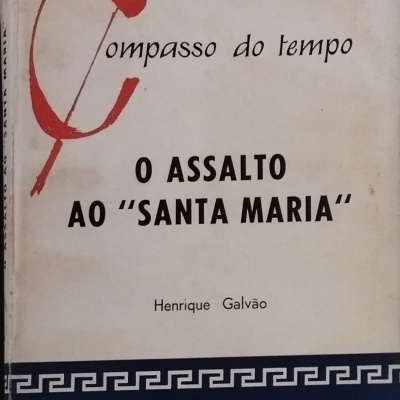 Compasso do tempo
O ASSALTO
AO "SANTA MARIA"
Henrique Galvão
O ASSALTO AO "SANTA MARIA"